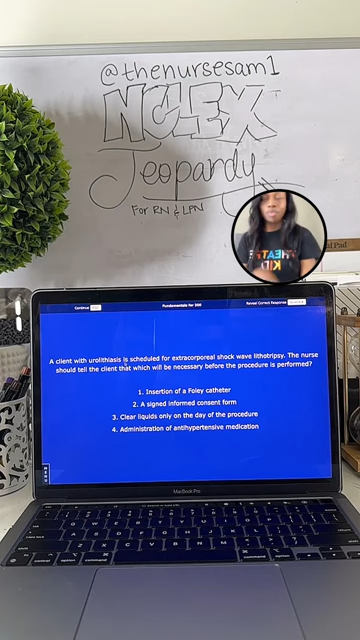 @thenursesam1
NCLEX
Jeopardy
For RN & LPN
Continue
Fundamentals for 200
Reveal Correct Response
A client with urolithiasis is scheduled for extracorporeal shock wave lithotripsy. The nurse
should tell the client that which will be necessary before the procedure is performed?
1. Insertion of a Foley catheter
2. A signed informed consent form
3. Clear liquids only on the day of the procedure
4. Administration of antihypertensive medication
MacBook Pro